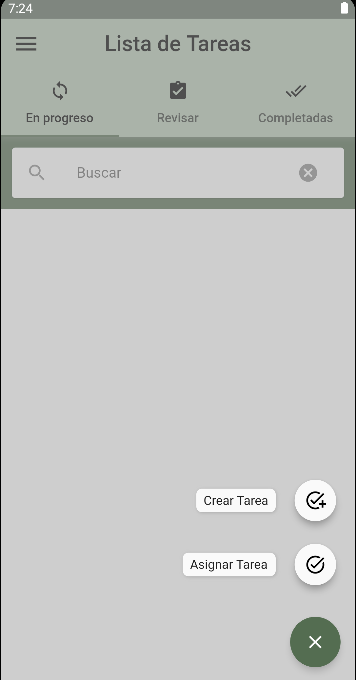 7:24
Lista de Tareas
En progreso
Revisar
Completadas
Buscar
Crear Tarea
Asignar Tarea